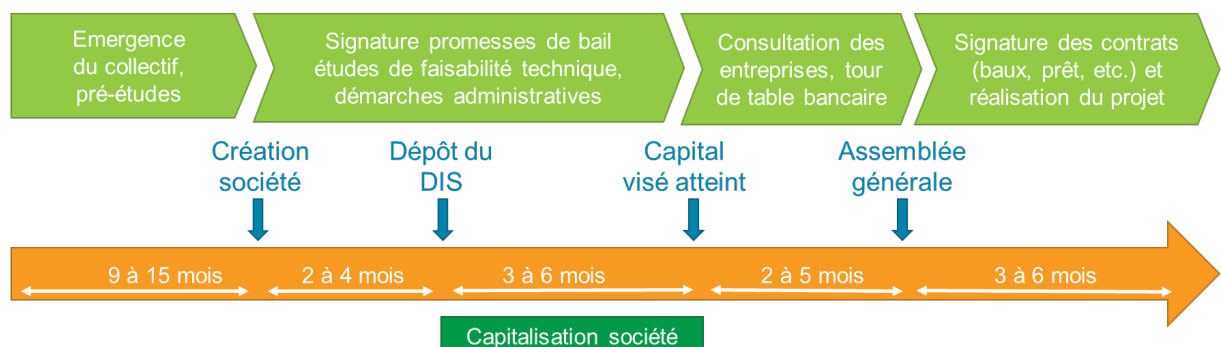 Emergence
du collectif,
pré-études
Signature promesses de bail
études de faisabilité technique,
démarches administratives
Consultation des
entreprises, tour
de table bancaire
Signature des contrats
(baux, prêt, etc.) et
réalisation du projet
Création
société
Dépôt du
DIS
Capital
visé atteint
Assemblée
générale
9 à 15 mois
2 à 4 mois
3 à 6 mois
2 à 5 mois
3 à 6 mois
Capitalisation société